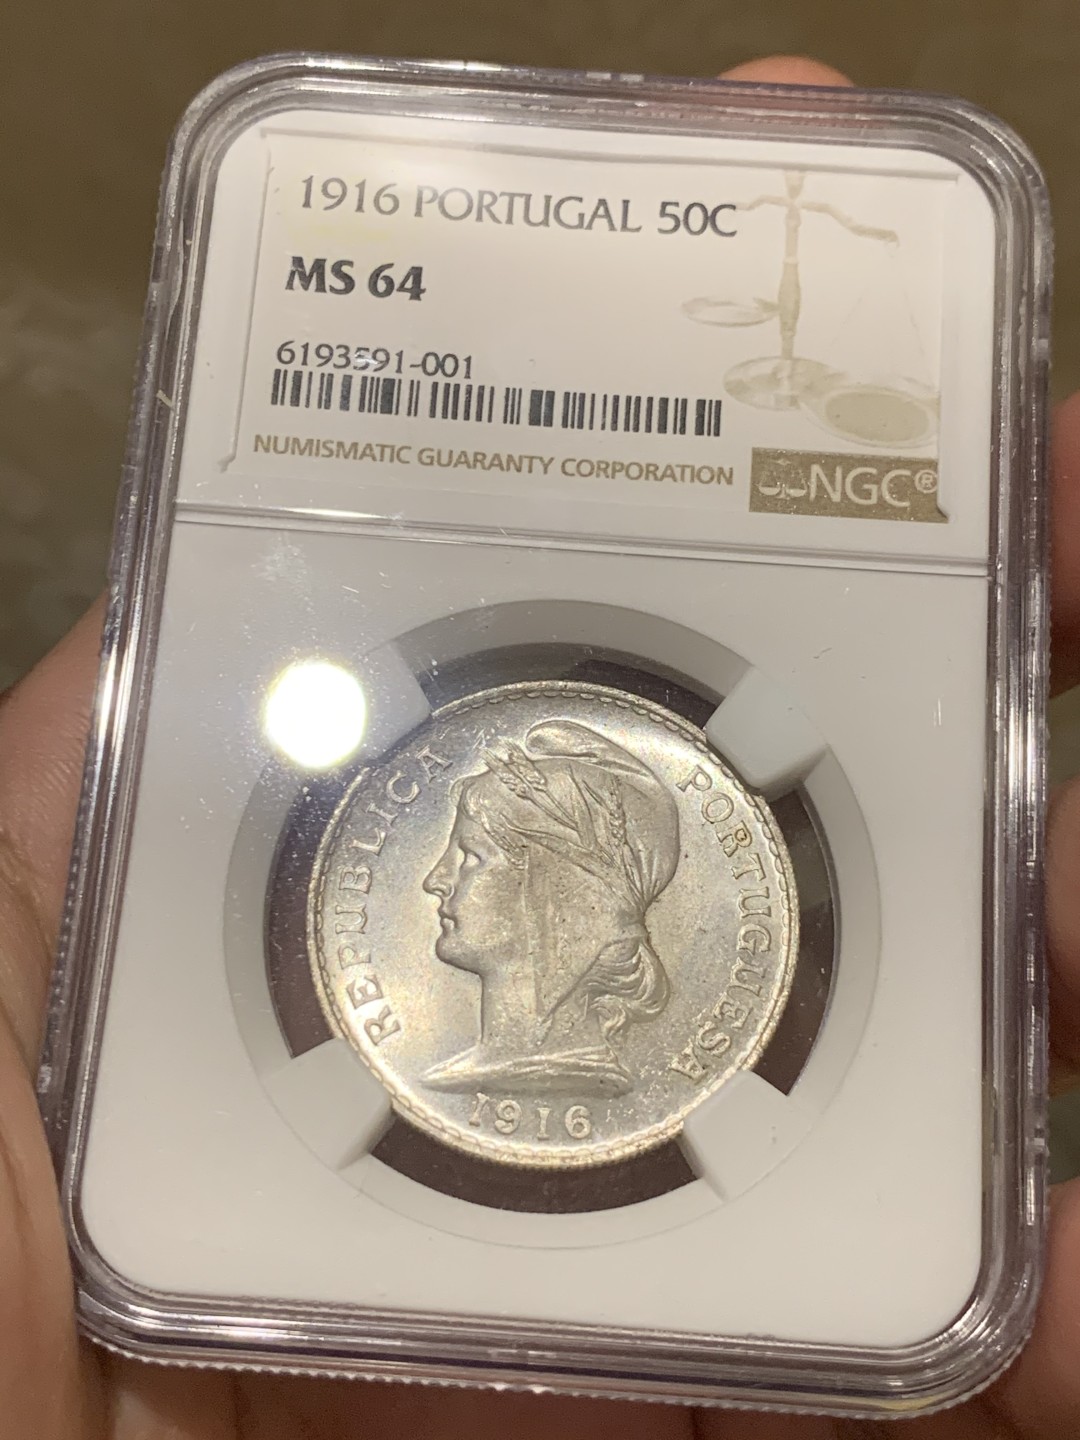 1916 PORTUGAL 50C
MS 64
6193591-001
NUMISMATIC GUARANTY CORPORATION
NGC®
REPUBLICA PORTUGUESA
1916